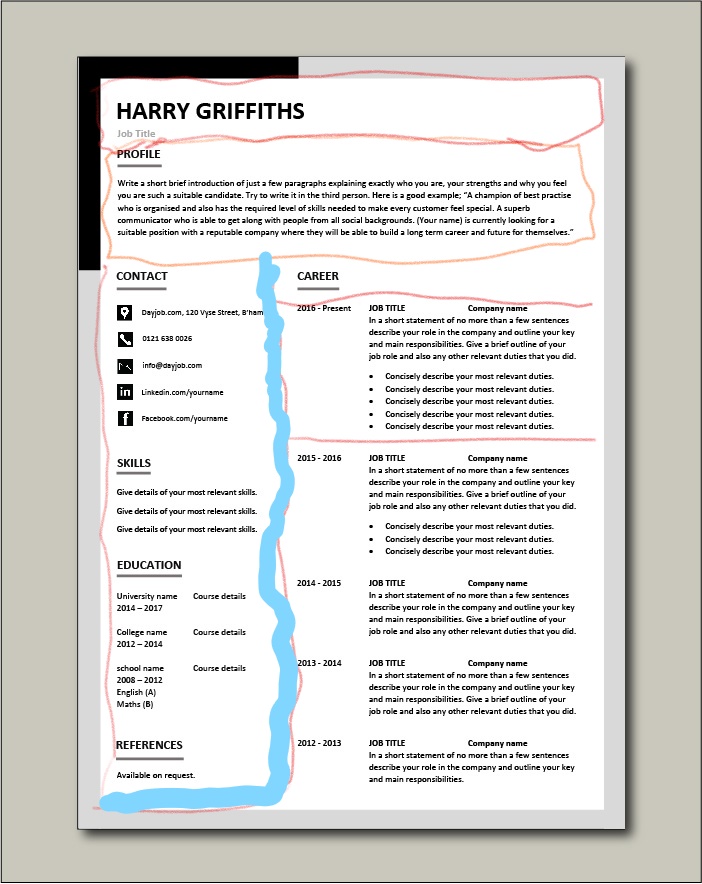 HARRY GRIFFITHS
Job Title
PROFILE
Write a short brief introduction of just a few paragraphs explaining exactly who you are, your strengths and why you feel
you are such a suitable candidate. Try to write it in the third person. Here is a good example; “A champion of best practise
who is organised and also has the required level of skills needed to make every customer feel special. A superb
communicator who is able to get along with people from all social backgrounds. (Your name) is currently looking for a
suitable position with a reputable company where they will be able to build a long term career and future for themselves.”
CONTACT
Dayjob.com, 120 Vyse Street, B’ham
0121 638 0026
info@dayjob.com
Linkedin.com/yourname
Facebook.com/yourname
SKILLS
Give details of your most relevant skills.
Give details of your most relevant skills.
Give details of your most relevant skills.
EDUCATION
University name Course details
2014 – 2017
College name Course details
2012 – 2014
school name Course details
2008 – 2012
English (A)
Maths (B)
REFERENCES
Available on request.
CAREER
2016 - Present JOB TITLE Company name
In a short statement of no more than a few sentences
describe your role in the company and outline your key
and main responsibilities. Give a brief outline of your
job role and also any other relevant duties that you did.
• Concisely describe your most relevant duties.
• Concisely describe your most relevant duties.
• Concisely describe your most relevant duties.
• Concisely describe your most relevant duties.
• Concisely describe your most relevant duties.
2015 - 2016 JOB TITLE Company name
In a short statement of no more than a few sentences
describe your role in the company and outline your key
and main responsibilities. Give a brief outline of your
job role and also any other relevant duties that you did.
• Concisely describe your most relevant duties.
• Concisely describe your most relevant duties.
• Concisely describe your most relevant duties.
2014 - 2015 JOB TITLE Company name
In a short statement of no more than a few sentences
describe your role in the company and outline your key
and main responsibilities. Give a brief outline of your
job role and also any other relevant duties that you did.
2013 - 2014 JOB TITLE Company name
In a short statement of no more than a few sentences
describe your role in the company and outline your key
and main responsibilities. Give a brief outline of your
job role and also any other relevant duties that you did.
2012 - 2013 JOB TITLE Company name
In a short statement of no more than a few sentences
describe your role in the company and outline your key
and main responsibilities.